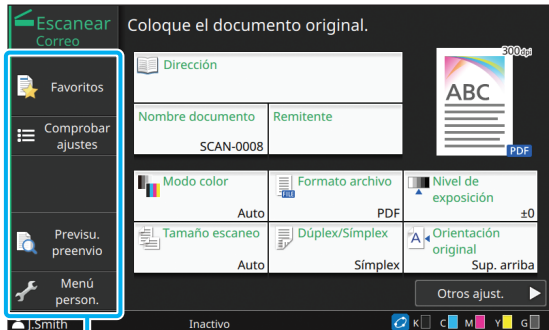 Escanear
Correo
Coloque el documento original.
300dpi
Favoritos
Comprobar
ajustes
Previsu.
preenvio
Menú
person.
Dirección
Nombre documento
SCAN-0008
Remitente
ABC
PDF
Modo color
Auto
Formato archivo
FILE
PDF
Nivel de
exposición
±0
Tamaño escaneo
Auto
Dúplex/Símplex
Símplex
A
Orientación
original
Sup. arriba
Otros ajust.
J.Smith
Inactivo
K C M Y G